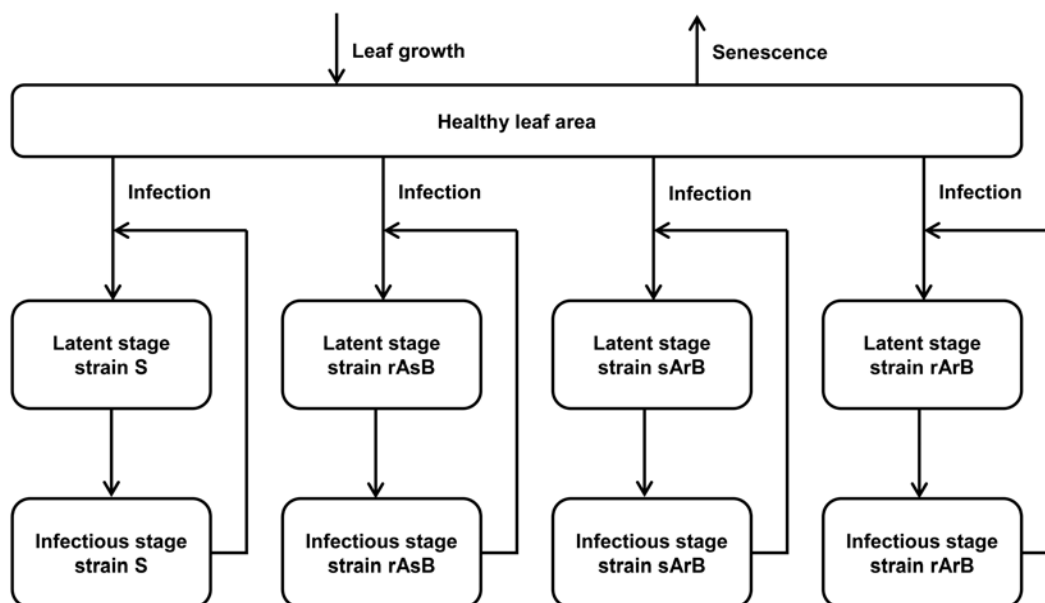 Leaf growth
Senescence
Healthy leaf area
Infection
Infection
Infection
Infection
Latent stage
strain S
Latent stage
strain rAsB
Latent stage
strain sArB
Latent stage
strain rArB
Infectious stage
strain S
Infectious stage
strain rAsB
Infectious stage
strain sArB
Infectious stage
strain rArB